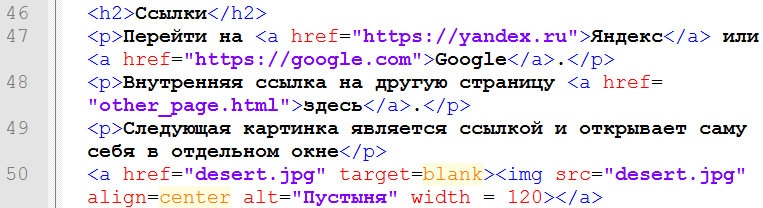 46 <h2>Ссылки</h2>
47 <p>Перейти на <a href="https://yandex.ru">Яндекс</a> или
<a href="https://google.com">Google</a>.</p>
48 <p>Внутренняя ссылка на другую страницу <a href=
"other_page.html">здесь</a>.</p>
49 <p>Следующая картинка является ссылкой и открывает саму
себя в отдельном окне</p>
50 <a href="desert.jpg" target=blank><img src="desert.jpg"
align=center alt="Пустыня" width = 120></a>